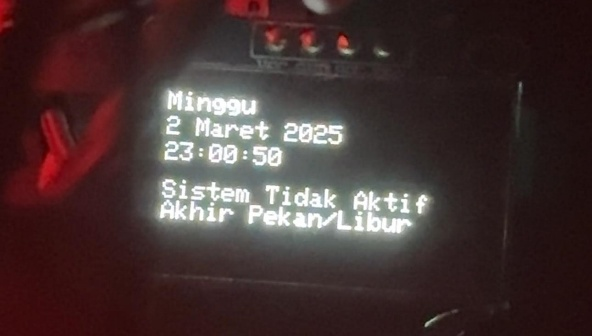 Minggu
2 Maret 2025
23:00:50
Sistem Tidak Aktif
Akhir Pekan/Libur